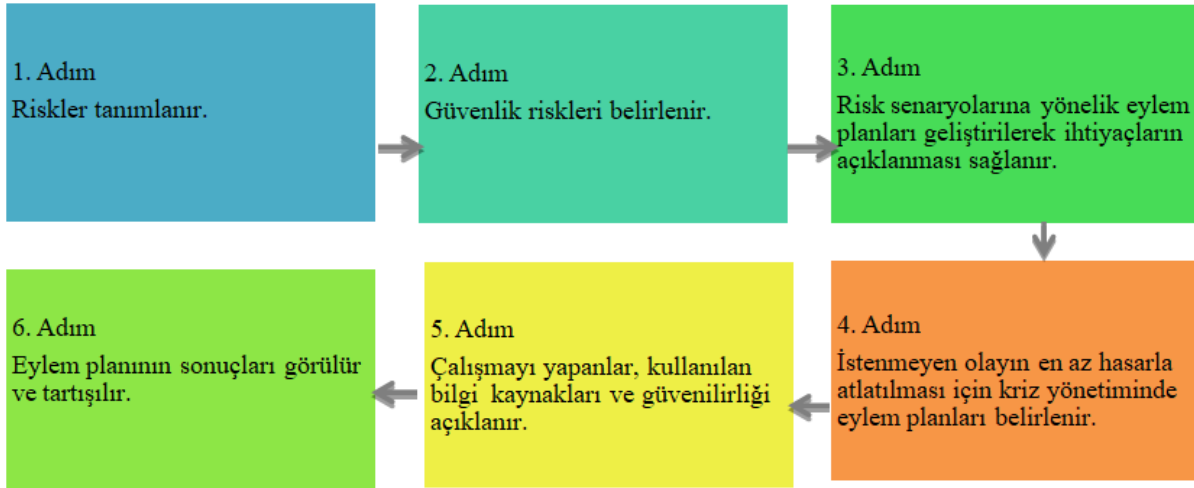 1. Adım
Riskler tanımlanır.
2. Adım
Güvenlik riskleri belirlenir.
3. Adım
Risk senaryolarına yönelik eylem
planları geliştirilerek ihtiyaçların
açıklanması sağlanır.
4. Adım
İstenmeyen olayın en az hasarla
atlatılması için kriz yönetiminde
eylem planları belirlenir.
5. Adım
Çalışmayı yapanlar, kullanılan
bilgi kaynakları ve güvenilirliği
açıklanır.
6. Adım
Eylem planının sonuçları görülür
ve tartışılır.